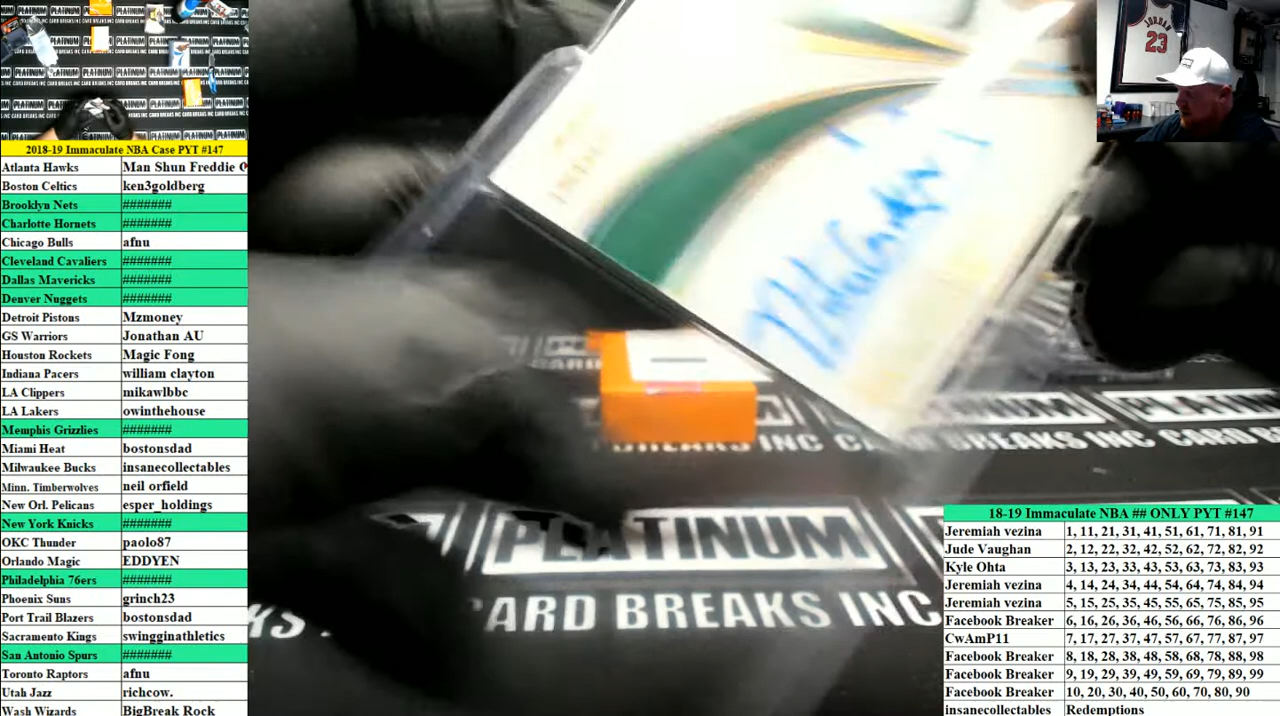 2018-19 Immaculate NBA Case PYT #147
Atlanta Hawks Man Shun Freddie
Boston Celtics ken3goldberg
Brooklyn Nets #######
Charlotte Hornets #######
Chicago Bulls afnu
Cleveland Cavaliers #######
Dallas Mavericks #######
Denver Nuggets #######
Detroit Pistons Mzmoney
GS Warriors Jonathan AU
Houston Rockets Magic Fong
Indiana Pacers william clayton
LA Clippers mikawlbbc
LA Lakers owinthehouse
Memphis Grizzlies #######
Miami Heat bostonsdad
Milwaukee Bucks insanecollectables
Minn. Timberwolves neil orfield
New Orl. Pelicans esper_holdings
New York Knicks #######
OKC Thunder paolo87
Orlando Magic EDDYEN
Philadelphia 76ers #######
Phoenix Suns grinch23
Port Trail Blazers bostonsdad
Sacramento Kings swingginathletics
San Antonio Spurs #######
Toronto Raptors afnu
Utah Jazz richcow.
Wash Wizards BigBreak Rock
JORDAN
23
BREAKS INC CARD BREAKS INC CARD
PLATINUM
CARD BREAKS INC
18-19 Immaculate NBA ## ONLY PYT #147
Jeremiah vezina 1, 11, 21, 31, 41, 51, 61, 71, 81, 91
Jude Vaughan 2, 12, 22, 32, 42, 52, 62, 72, 82, 92
Kyle Ohta 3, 13, 23, 33, 43, 53, 63, 73, 83, 93
Jeremiah vezina 4, 14, 24, 34, 44, 54, 64, 74, 84, 94
Jeremiah vezina 5, 15, 25, 35, 45, 55, 65, 75, 85, 95
Facebook Breaker 6, 16, 26, 36, 46, 56, 66, 76, 86, 96
CwAmP11 7, 17, 27, 37, 47, 57, 67, 77, 87, 97
Facebook Breaker 8, 18, 28, 38, 48, 58, 68, 78, 88, 98
Facebook Breaker 9, 19, 29, 39, 49, 59, 69, 79, 89, 99
Facebook Breaker 10, 20, 30, 40, 50, 60, 70, 80, 90
insanecollectables Redemptions